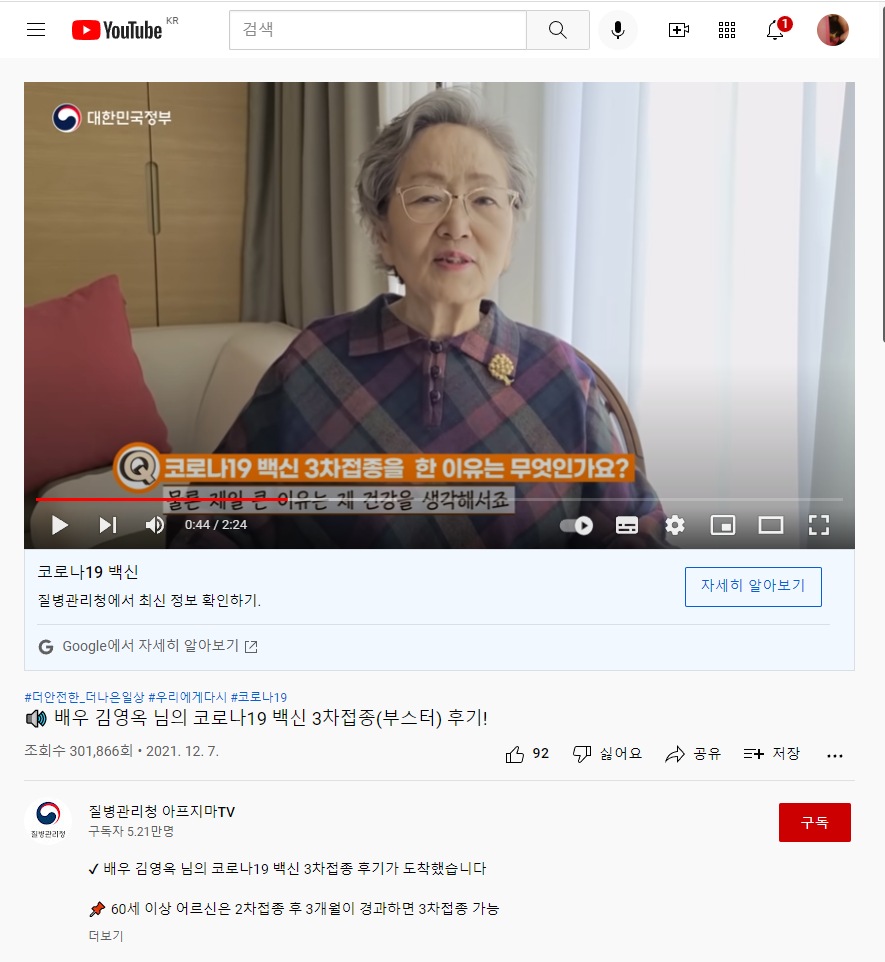 YouTube KR
검색
1
대한민국정부
Q 코로나19 백신 3차접종을 한 이유는 무엇인가요?
물론 제일 큰 이유는 제 건강을 생각해서죠
0:44 / 2:24
코로나19 백신
질병관리청에서 최신 정보 확인하기.
자세히 알아보기
G Google에서 자세히 알아보기
#더안전한_더나은일상 #우리에게다시 #코로나19
배우 김영옥 님의 코로나19 백신 3차접종(부스터) 후기!
조회수 301,866회 • 2021. 12. 7.
92 싫어요 공유 저장
질병관리청
질병관리청 아프지마TV
구독자 5.21만명
구독
✓ 배우 김영옥 님의 코로나19 백신 3차접종 후기가 도착했습니다
📌 60세 이상 어르신은 2차접종 후 3개월이 경과하면 3차접종 가능
더보기